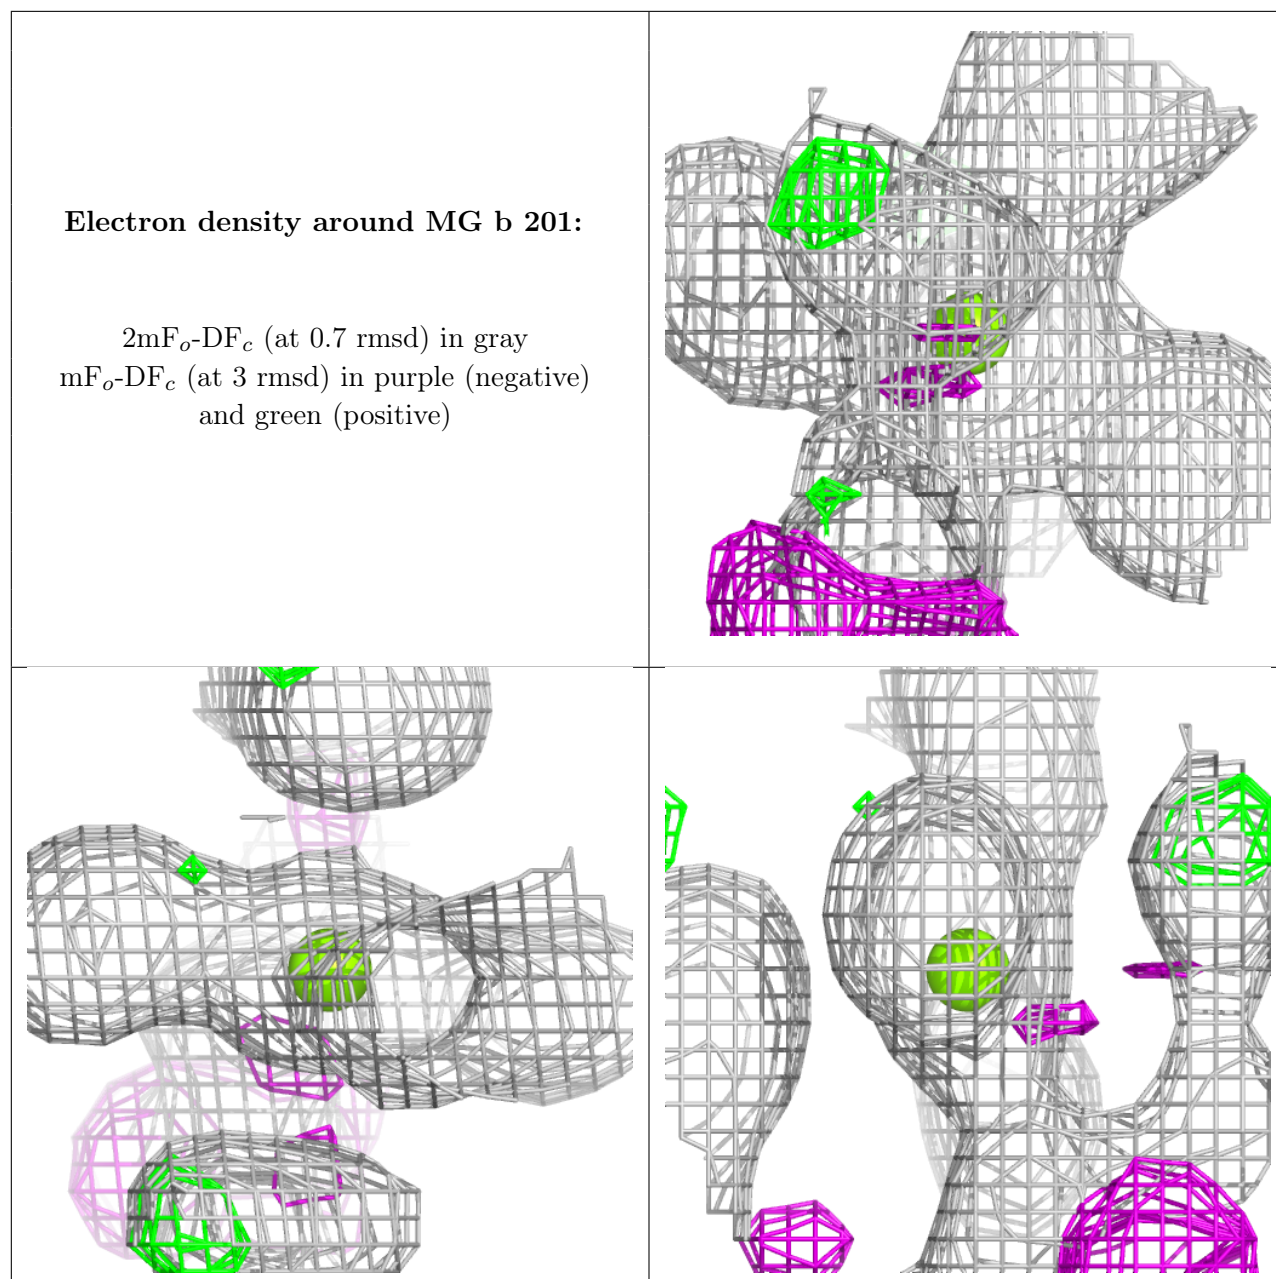 Electron density around MG b 201:
2mFo-DFc (at 0.7 rmsd) in gray
mFo-DFc (at 3 rmsd) in purple (negative)
and green (positive)